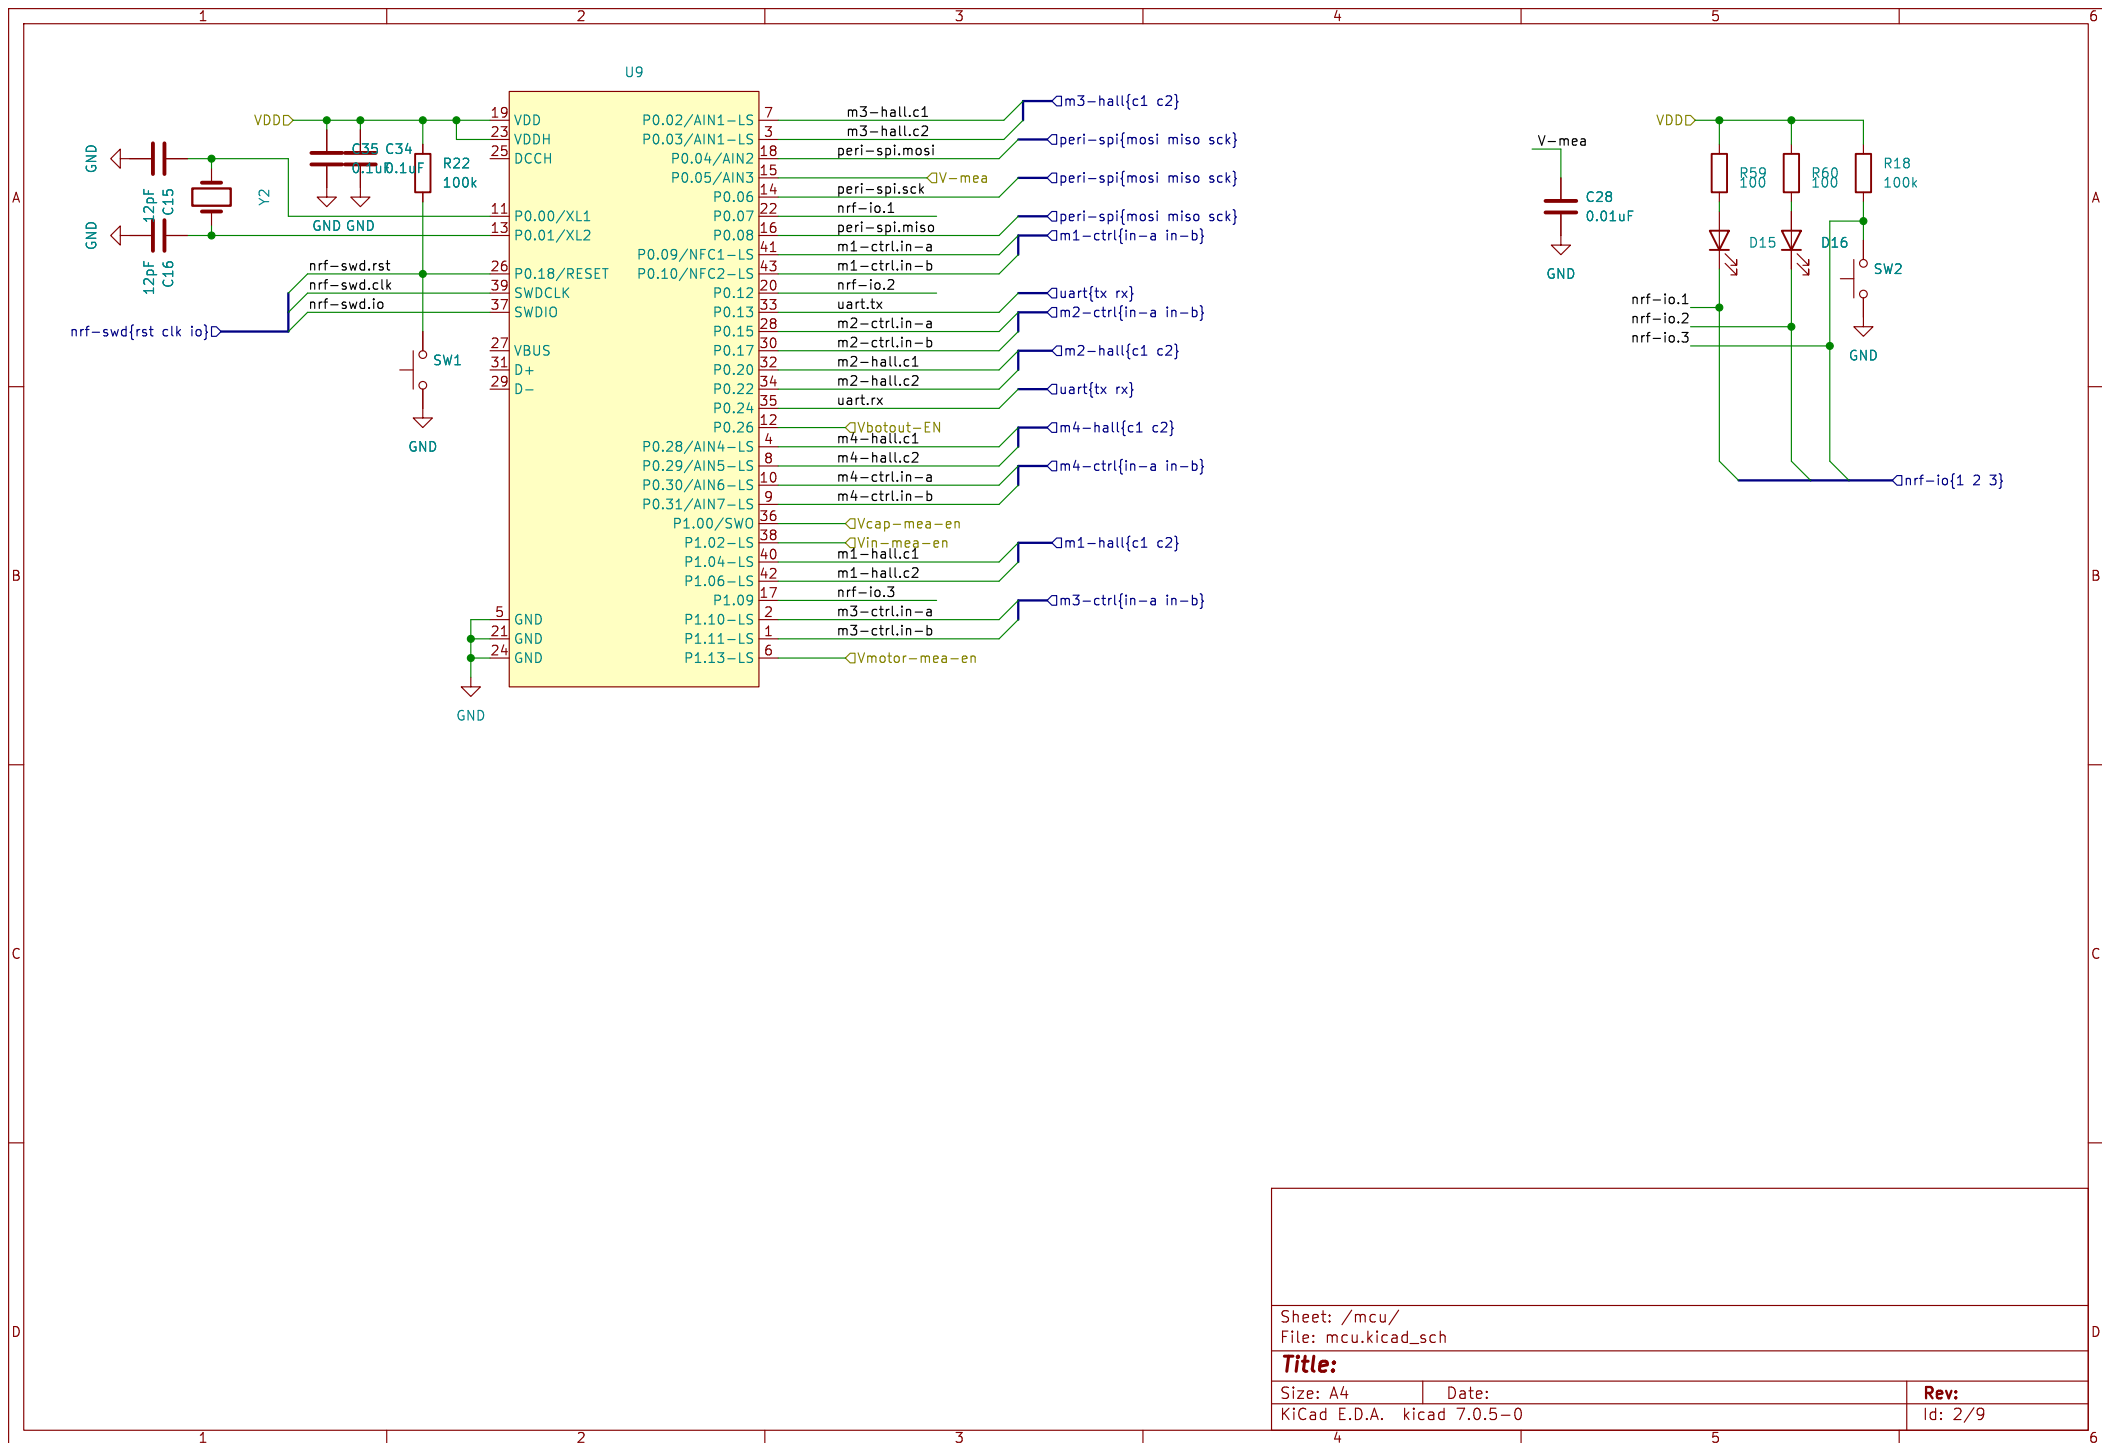 1 2 3 4 5 6
A
B
C
D
U9
VDD
GND
12pF
C15
Y2
GND
12pF
C16
C35
0.1uF
C34
0.1uF
GND GND
R22
100k
nrf-swd.rst
nrf-swd.clk
nrf-swd.io
nrf-swd{rst clk io}
SW1
GND
19 VDD
23 VDDH
25 DCCH
11 P0.00/XL1
13 P0.01/XL2
26 P0.18/RESET
39 SWDCLK
37 SWDIO
27 VBUS
31 D+
29 D-
5 GND
21 GND
24 GND
GND
P0.02/AIN1-LS 7 m3-hall.c1
m3-hall{c1 c2}
P0.03/AIN1-LS 3 m3-hall.c2
peri-spi{mosi miso sck}
P0.04/AIN2 18 peri-spi.mosi
P0.05/AIN3 15 V-mea
peri-spi{mosi miso sck}
P0.06 14 peri-spi.sck
P0.07 22 nrf-io.1
peri-spi{mosi miso sck}
P0.08 16 peri-spi.miso
m1-ctrl{in-a in-b}
P0.09/NFC1-LS 41 m1-ctrl.in-a
P0.10/NFC2-LS 43 m1-ctrl.in-b
P0.12 20 nrf-io.2
uart{tx rx}
P0.13 33 uart.tx
m2-ctrl{in-a in-b}
P0.15 28 m2-ctrl.in-a
P0.17 30 m2-ctrl.in-b
m2-hall{c1 c2}
P0.20 32 m2-hall.c1
P0.22 34 m2-hall.c2
uart{tx rx}
P0.24 35 uart.rx
P0.26 12 Vbotout-EN
m4-hall{c1 c2}
P0.28/AIN4-LS 4 m4-hall.c1
P0.29/AIN5-LS 8 m4-hall.c2
m4-ctrl{in-a in-b}
P0.30/AIN6-LS 10 m4-ctrl.in-a
P0.31/AIN7-LS 9 m4-ctrl.in-b
P1.00/SWO 36 Vcap-mea-en
P1.02-LS 38 Vin-mea-en
m1-hall{c1 c2}
P1.04-LS 40 m1-hall.c1
P1.06-LS 42 m1-hall.c2
P1.09 17 nrf-io.3
m3-ctrl{in-a in-b}
P1.10-LS 2 m3-ctrl.in-a
P1.11-LS 1 m3-ctrl.in-b
P1.13-LS 6 Vmotor-mea-en
V-mea
C28
0.01uF
GND
VDD
R59
100
R60
100
R18
100k
D15
D16
SW2
GND
nrf-io.1
nrf-io.2
nrf-io.3
nrf-io{1 2 3}
A
B
C
D
Sheet: /mcu/
File: mcu.kicad_sch
Title:
Size: A4 Date: Rev:
KiCad E.D.A. kicad 7.0.5-0 Id: 2/9
1 2 3 4 5 6